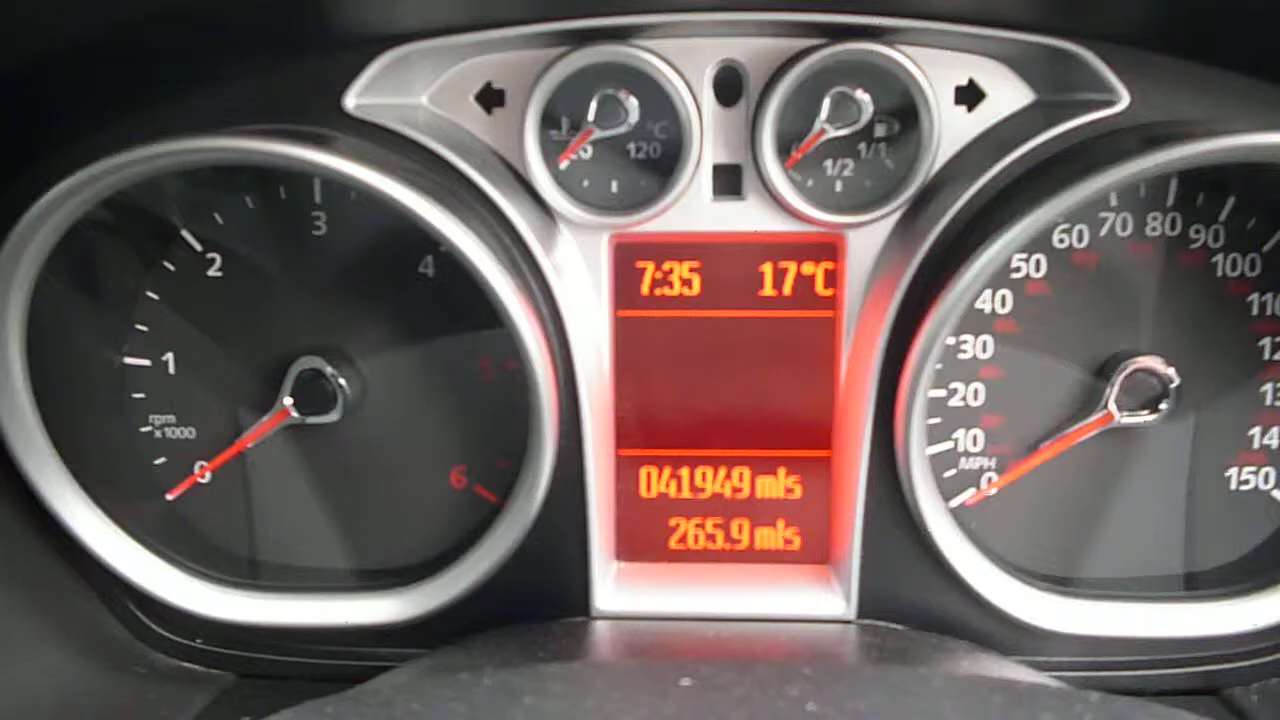 120 °C
1/2 1/1
7:35 17°C
041949 mls
265.9 mls
0 1 2 3 4 6
rpm
x1000
0 10 20 30 40 50 60 70 80 90 100
150
MPH